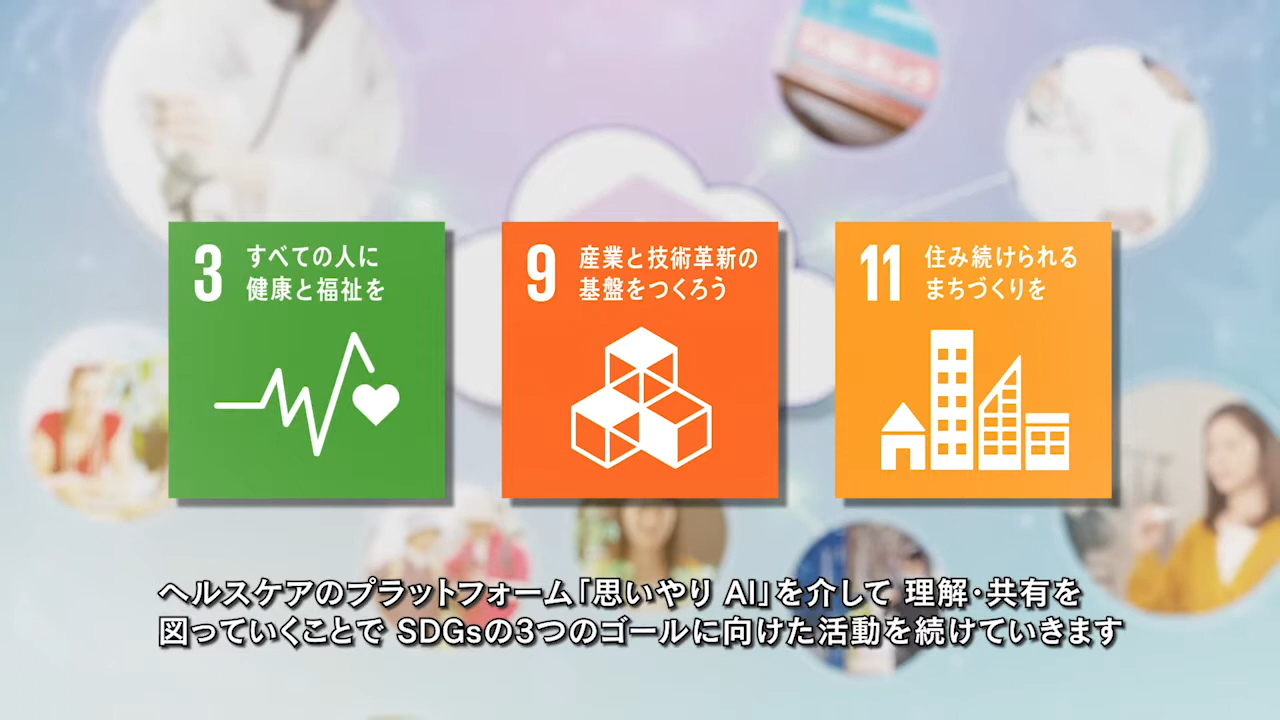 3 すべての人に
健康と福祉を
9 産業と技術革新の
基盤をつくろう
11 住み続けられる
まちづくりを
ヘルスケアのプラットフォーム「思いやり AI」を介して 理解・共有を
図っていくことで SDGsの3つのゴールに向けた活動を続けていきます